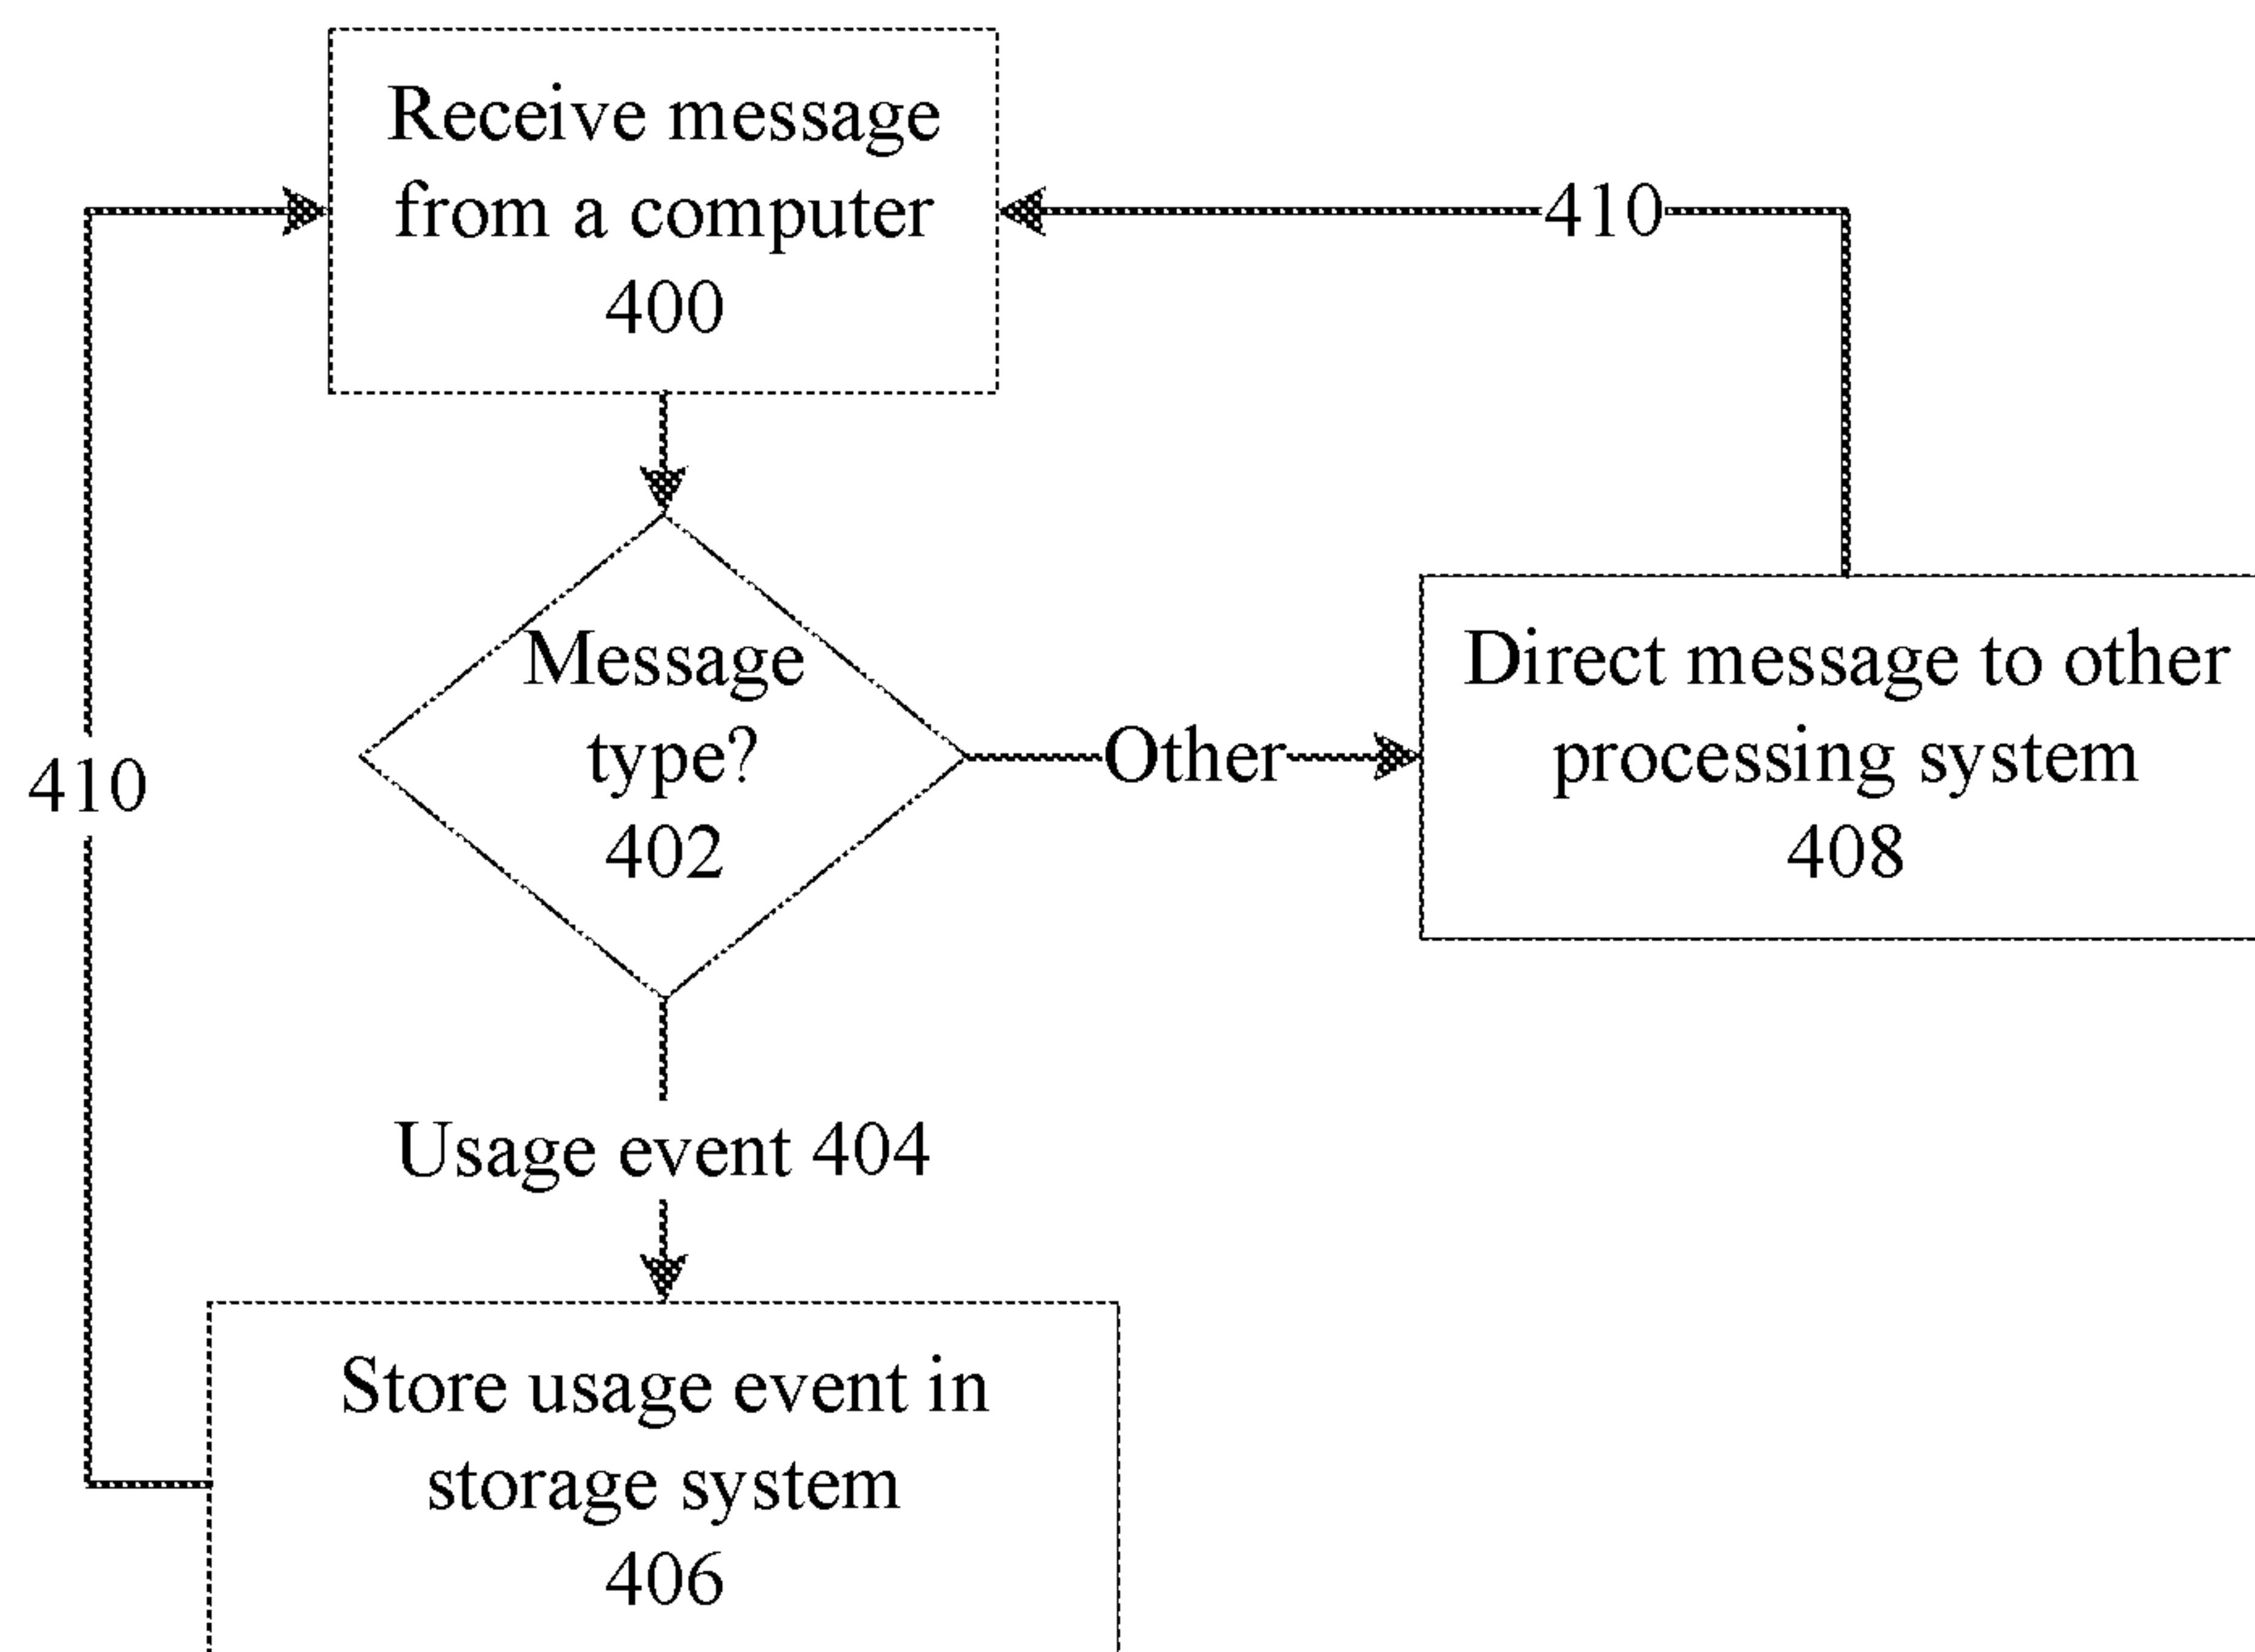 Receive message
from a computer
400
410
Message
type?
402
Other
Direct message to other
processing system
408
410
Usage event 404
Store usage event in
storage system
406